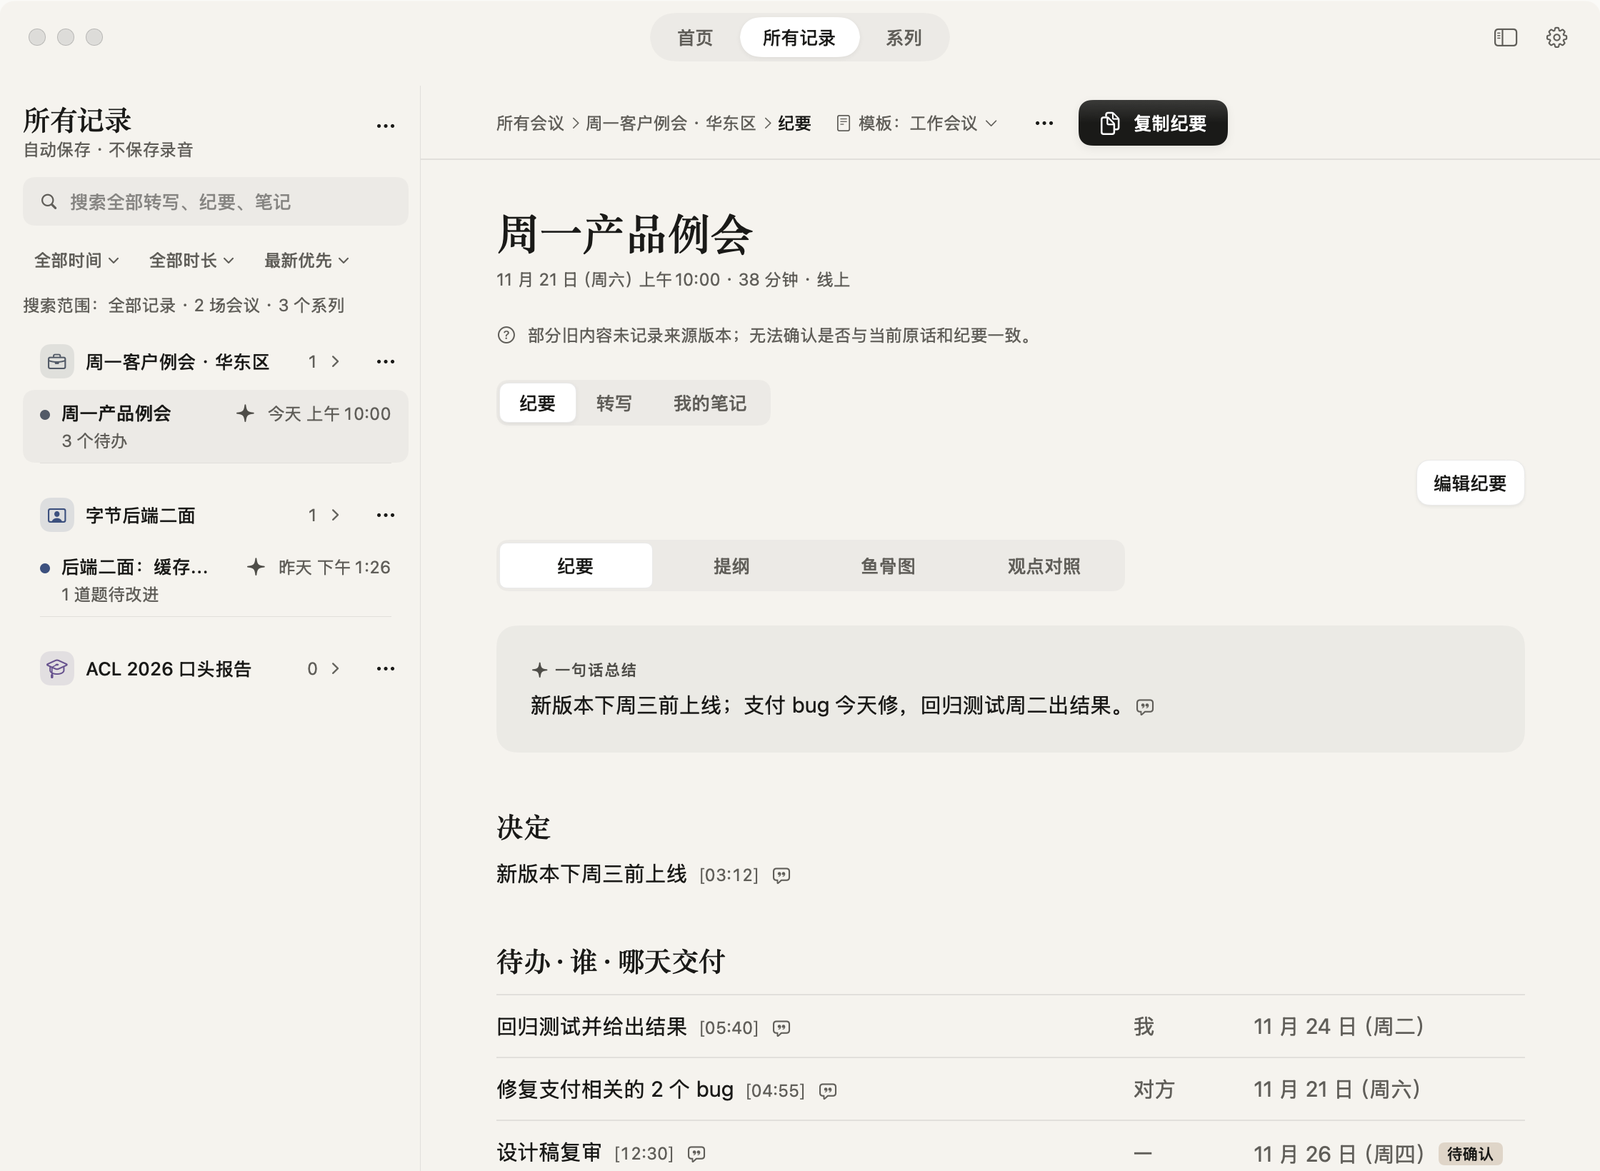 首页
所有记录
系列
所有记录
自动保存 · 不保存录音
搜索全部转写、纪要、笔记
全部时间 全部时长 最新优先
搜索范围：全部记录 · 2 场会议 · 3 个系列
周一客户例会 · 华东区 1
周一产品例会 今天 上午 10:00
3 个待办
字节后端二面 1
后端二面：缓存… 昨天 下午 1:26
1 道题待改进
ACL 2026 口头报告 0
所有会议 > 周一客户例会 · 华东区 > 纪要 模板：工作会议 ··· 复制纪要
周一产品例会
11 月 21 日 (周六) 上午 10:00 · 38 分钟 · 线上
部分旧内容未记录来源版本；无法确认是否与当前原话和纪要一致。
纪要 转写 我的笔记
编辑纪要
纪要 提纲 鱼骨图 观点对照
一句话总结
新版本下周三前上线；支付 bug 今天修，回归测试周二出结果。
决定
新版本下周三前上线 [03:12]
待办 · 谁 · 哪天交付
回归测试并给出结果 [05:40] 我 11 月 24 日 (周二)
修复支付相关的 2 个 bug [04:55] 对方 11 月 21 日 (周六)
设计稿复审 [12:30] — 11 月 26 日 (周四) 待确认